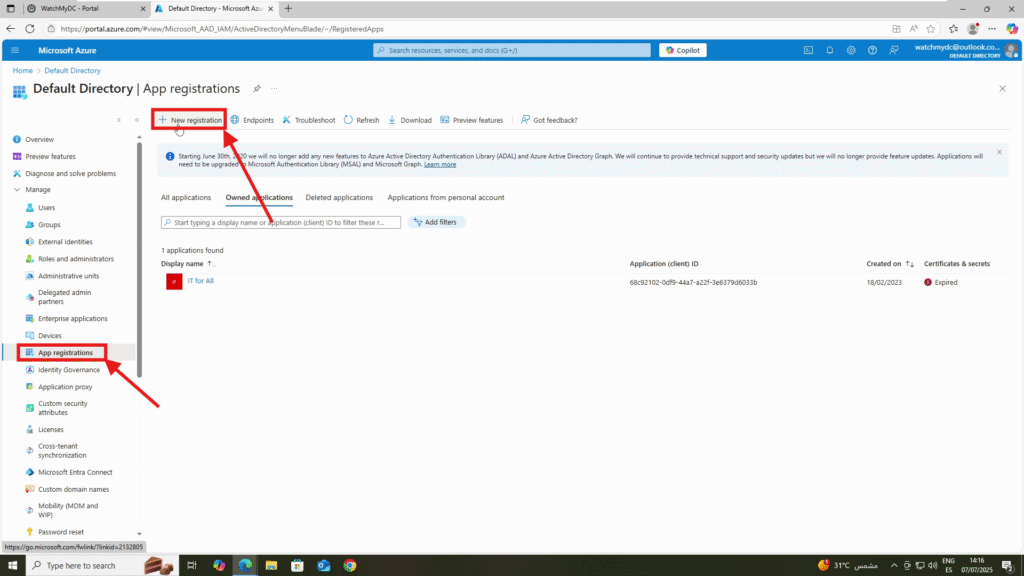 WatchMyDC - Portal
Default Directory - Microsoft Azu
https://portal.azure.com/#view/Microsoft_AAD_IAM/ActiveDirectoryMenuBlade/~/RegisteredApps
Microsoft Azure
Search resources, services, and docs (G+/)
Copilot
watchmydc@outlook.co...
DEFAULT DIRECTORY
Home > Default Directory
Default Directory | App registrations
New registration
Endpoints
Troubleshoot
Refresh
Download
Preview features
Got feedback?
Starting June 30th, 2020 we will no longer add any new features to Azure Active Directory Authentication Library (ADAL) and Azure Active Directory Graph. We will continue to provide technical support and security updates but we will no longer provide feature updates. Applications will
need to be upgraded to Microsoft Authentication Library (MSAL) and Microsoft Graph. Learn more
All applications
Owned applications
Deleted applications
Applications from personal account
Start typing a display name or application (client) ID to filter these r...
Add filters
1 applications found
Display name
Application (client) ID
Created on
Certificates & secrets
IT
IT for All
68c92102-0df9-44a7-a22f-3e6379d6033b
18/02/2023
Expired
Overview
Preview features
Diagnose and solve problems
Manage
Users
Groups
External Identities
Roles and administrators
Administrative units
Delegated admin
partners
Enterprise applications
Devices
App registrations
Identity Governance
Application proxy
Custom security
attributes
Licenses
Cross-tenant
synchronization
Microsoft Entra Connect
Custom domain names
Mobility (MDM and
WIP)
Password reset
https://go.microsoft.com/fwlink/?linkid=2132805
Type here to search
31°C
مشمس
ENG
ES
14:16
07/07/2025
2